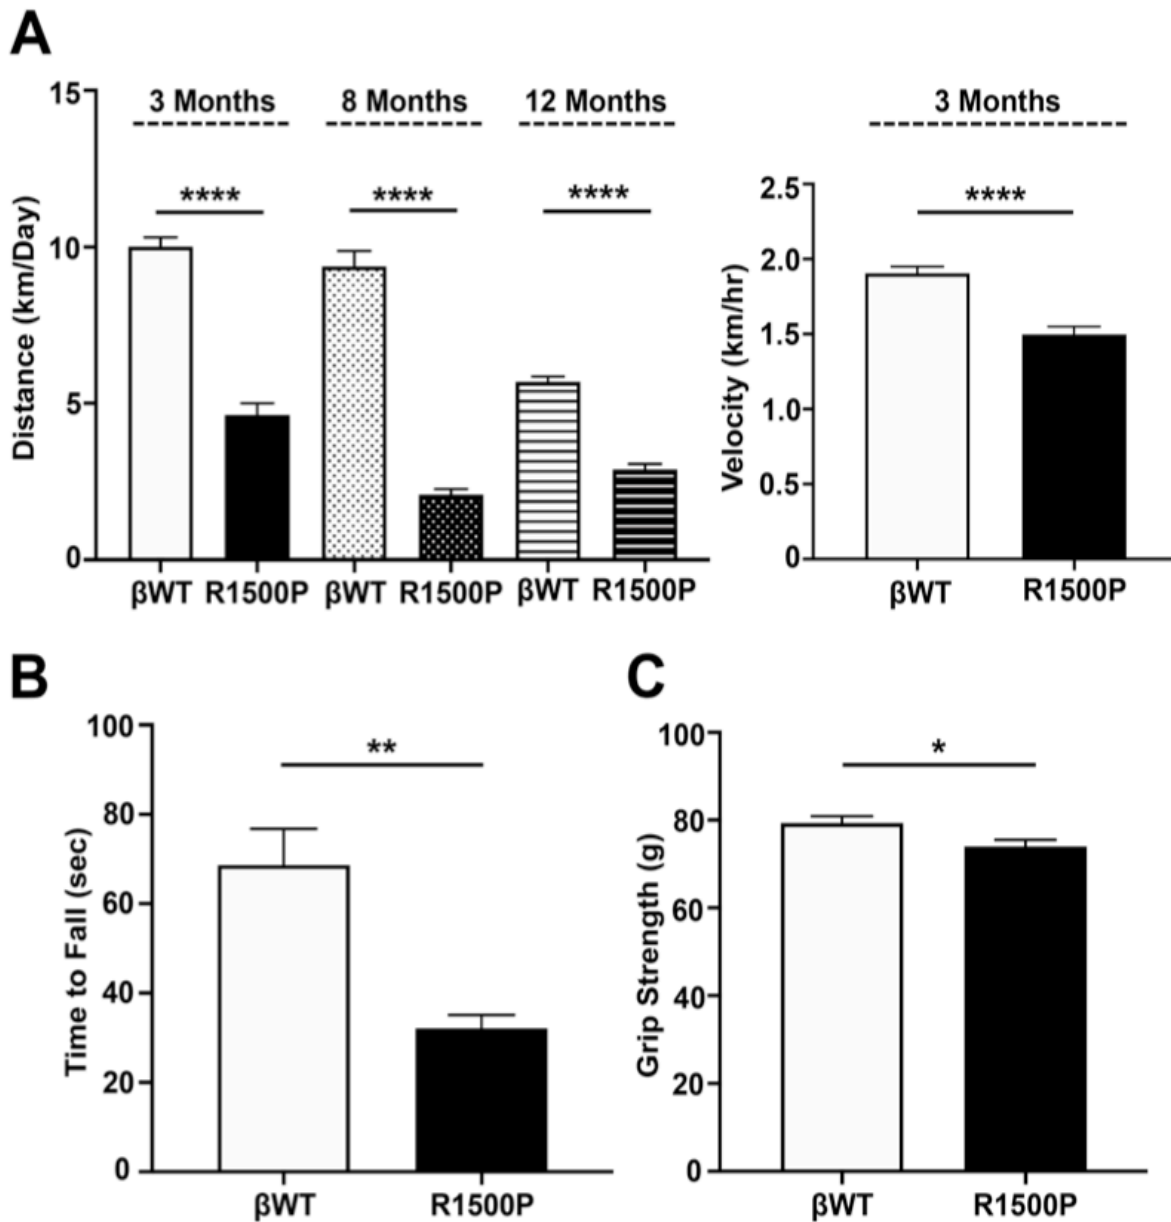 A
15
10
5
0
Distance (km/Day)
3 Months
8 Months
12 Months
****
****
****
βWT R1500P βWT R1500P βWT R1500P
3 Months
2.5
2.0
1.5
1.0
0.5
0
Velocity (km/hr)
****
βWT R1500P
B
100
80
60
40
20
0
Time to Fall (sec)
**
βWT R1500P
C
100
80
60
40
20
0
Grip Strength (g)
*
βWT R1500P